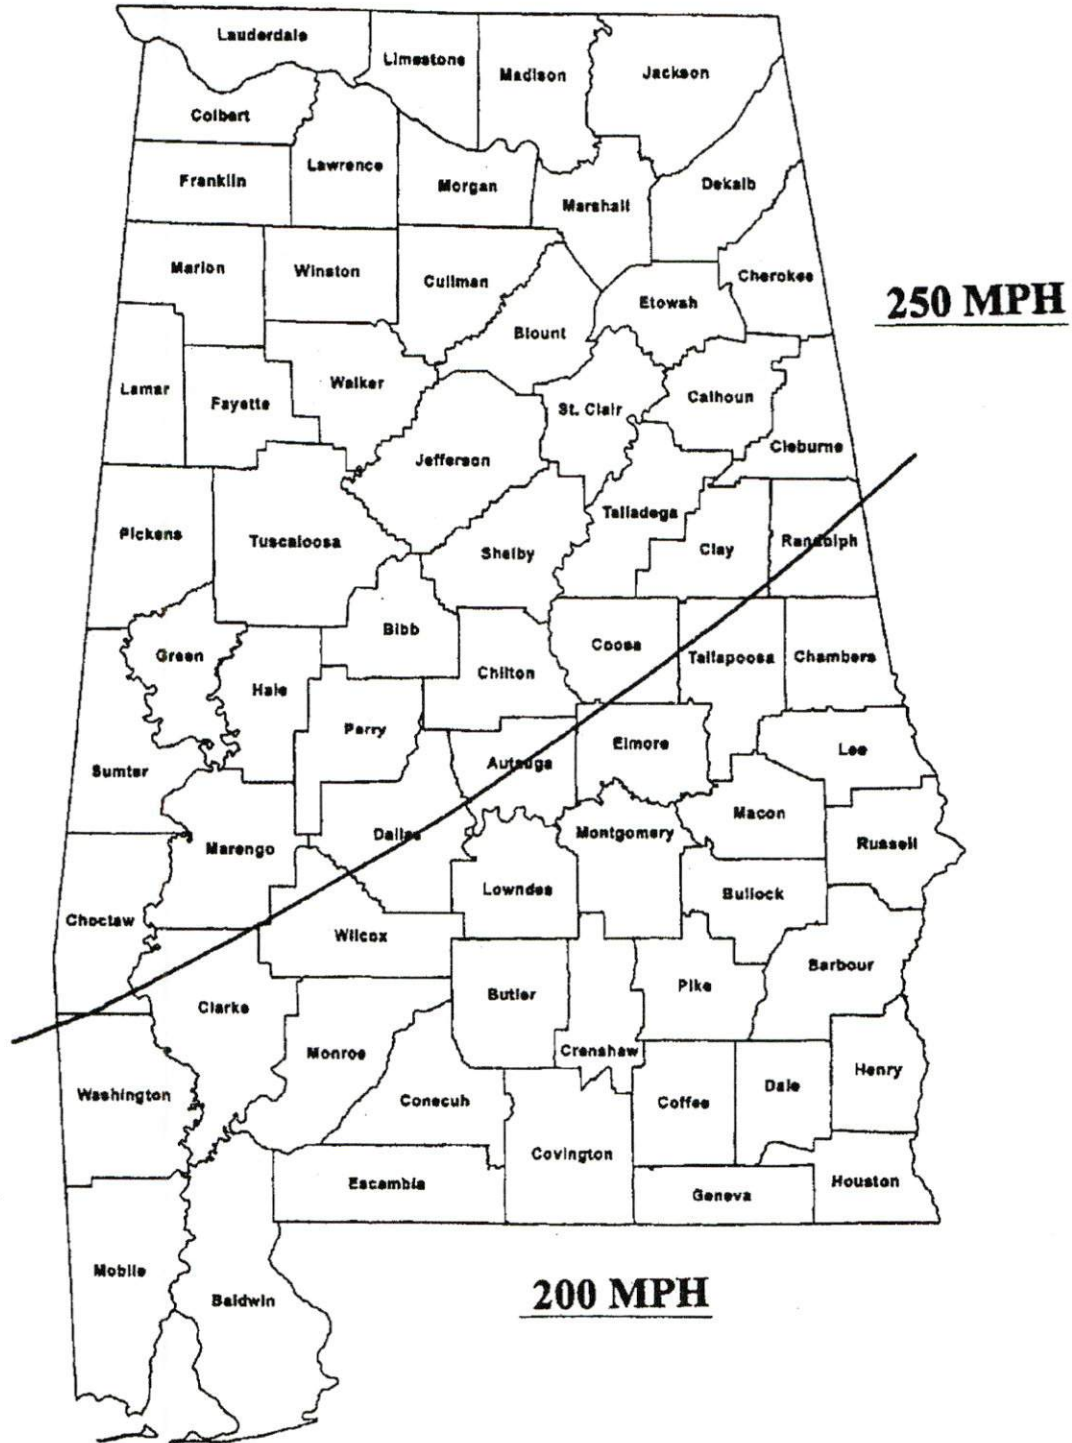 Lauderdale
Limestone
Madison
Jackson
Colbert
Lawrence
Franklin
Morgan
Dekalb
Marshall
Marion
Winston
Cullman
Cherokee
Etowah
250 MPH
Blount
Walker
Lamar
Fayette
St. Clair
Calhoun
Cleburne
Jefferson
Talladega
Pickens
Tuscaloosa
Shelby
Clay
Randolph
Bibb
Coosa
Green
Tallapoosa
Chambers
Chilton
Hale
Perry
Elmore
Lee
Autauga
Sumter
Macon
Dallas
Montgomery
Marengo
Russell
Lowndes
Bullock
Choctaw
Wilcox
Barbour
Pike
Butler
Clarke
Crenshaw
Monroe
Henry
Dale
Washington
Conecuh
Coffee
Covington
Escambia
Houston
Geneva
Mobile
Baldwin
200 MPH